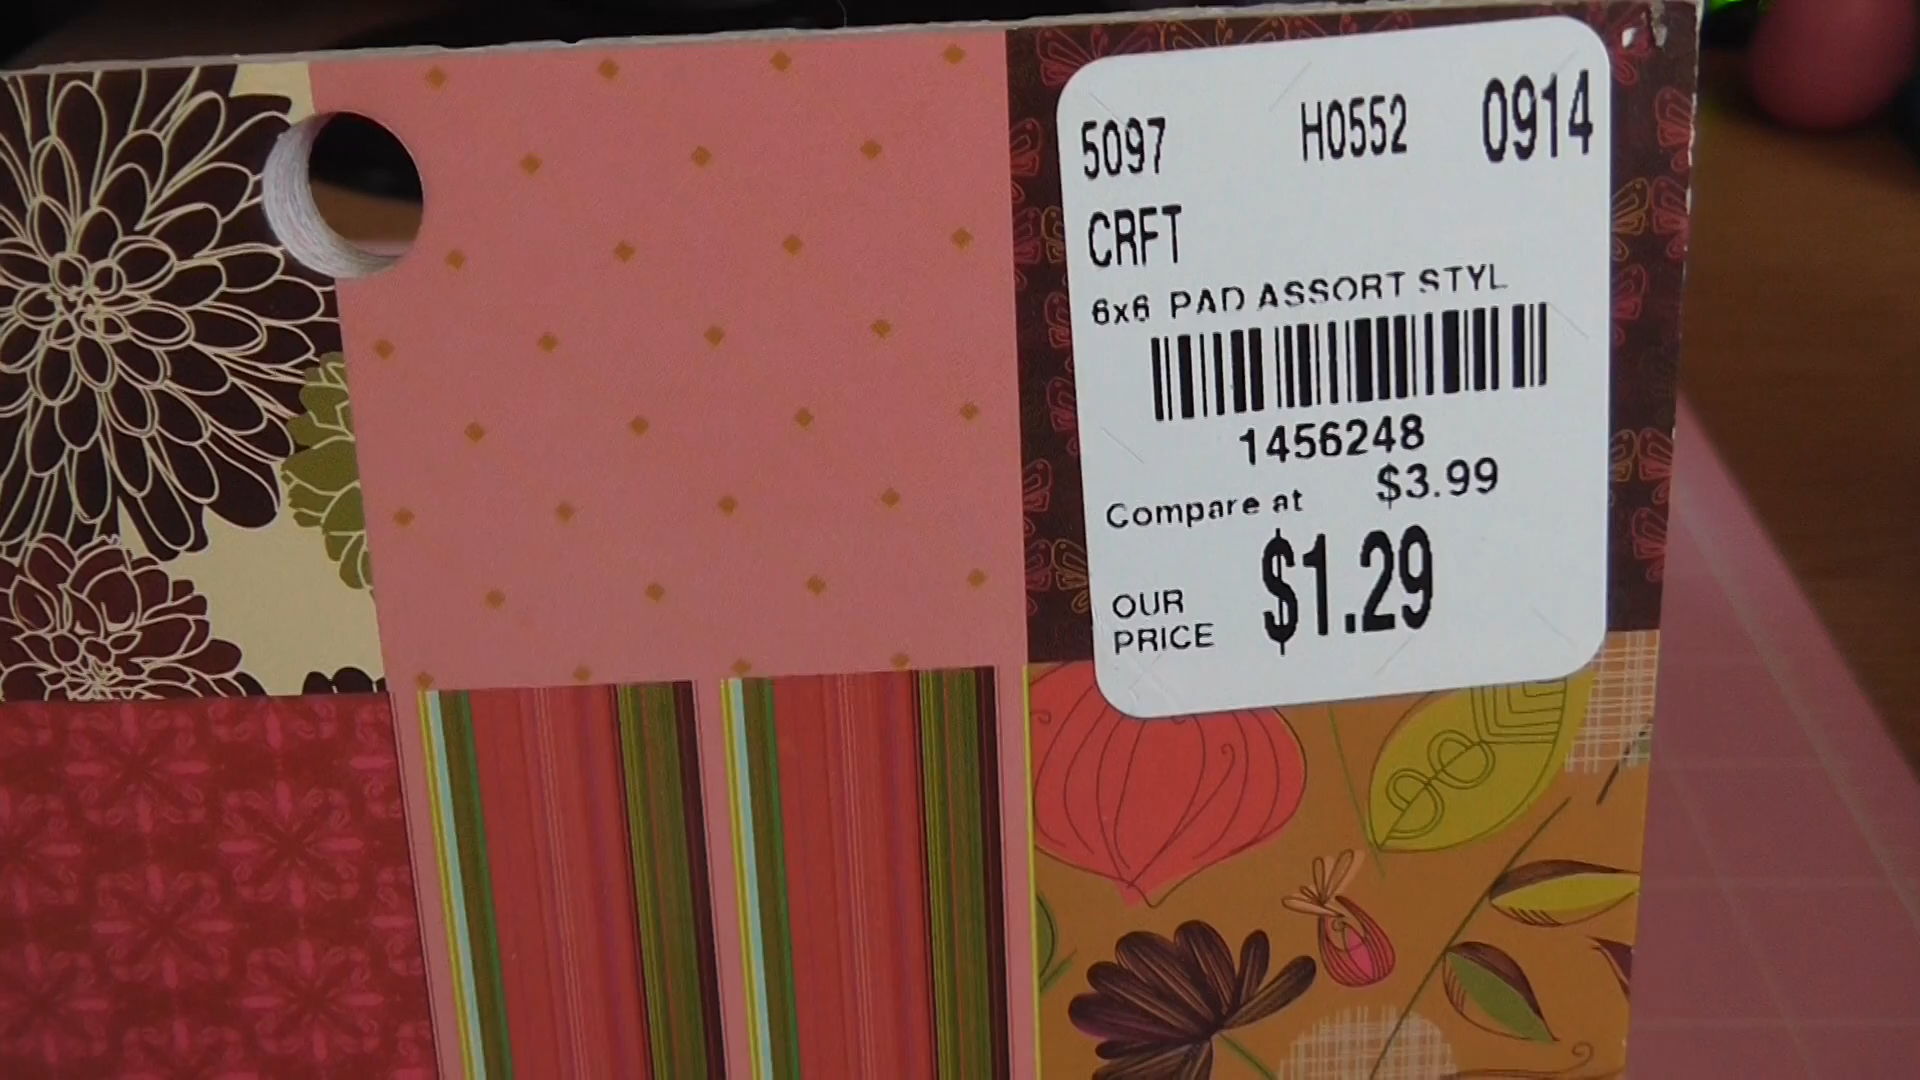 5097 H0552 0914
CRFT
6x6 PAD ASSORT STYL
1456248
Compare at $3.99
OUR PRICE $1.29